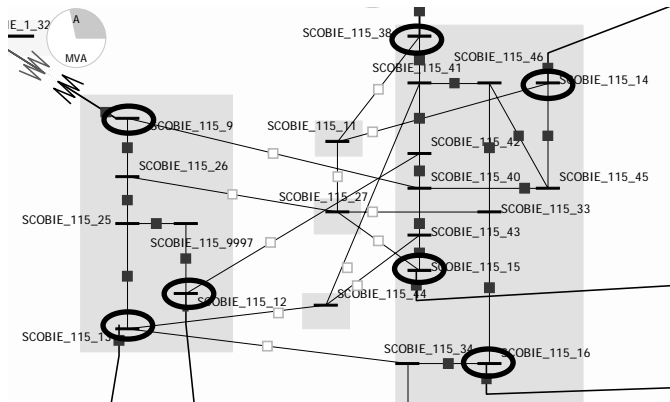 E_1_32
A
MVA
SCOBIE_115_38
SCOBIE_115_46
SCOBIE_115_41
SCOBIE_115_14
SCOBIE_115_9
SCOBIE_115_11
SCOBIE_115_42
SCOBIE_115_26
SCOBIE_115_40
SCOBIE_115_45
SCOBIE_115_27
SCOBIE_115_33
SCOBIE_115_25
SCOBIE_115_43
SCOBIE_115_9997
SCOBIE_115_15
SCOBIE_115_12
SCOBIE_115_44
SCOBIE_115_13
SCOBIE_115_34
SCOBIE_115_16